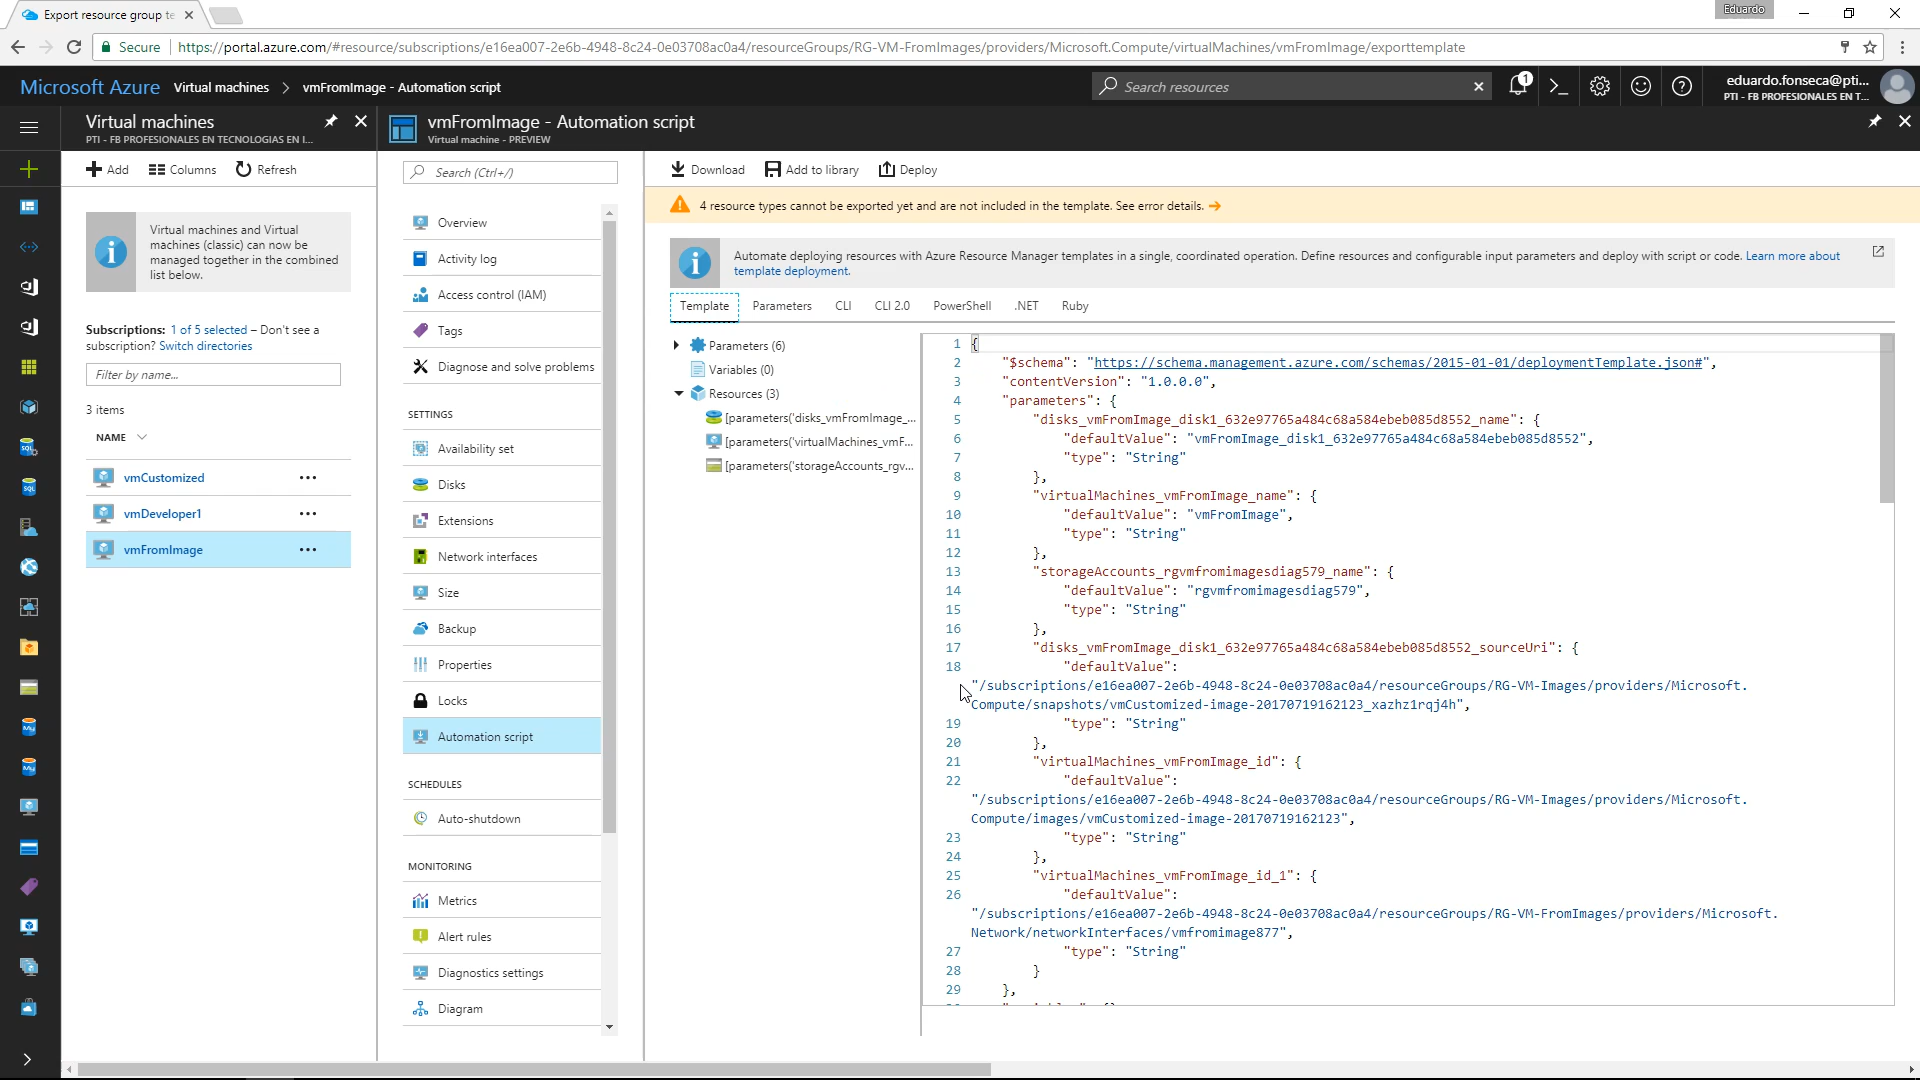 Export resource group te
Eduardo
Secure
https://portal.azure.com/#resource/subscriptions/e16ea007-2e6b-4948-8c24-0e03708ac0a4/resourceGroups/RG-VM-FromImages/providers/Microsoft.Compute/virtualMachines/vmFromImage/exporttemplate
Microsoft Azure
Virtual machines
vmFromImage - Automation script
Search resources
1
eduardo.fonseca@pti...
PTI - FB PROFESIONALES EN T...
Virtual machines
PTI - FB PROFESIONALES EN TECNOLOGIAS EN I...
Add
Columns
Refresh
Virtual machines and Virtual
machines (classic) can now be
managed together in the combined
list below.
Subscriptions: 1 of 5 selected – Don't see a
subscription? Switch directories
Filter by name...
3 items
NAME
vmCustomized
vmDeveloper1
vmFromImage
vmFromImage - Automation script
Virtual machine - PREVIEW
Search (Ctrl+/)
Overview
Activity log
Access control (IAM)
Tags
Diagnose and solve problems
SETTINGS
Availability set
Disks
Extensions
Network interfaces
Size
Backup
Properties
Locks
Automation script
SCHEDULES
Auto-shutdown
MONITORING
Metrics
Alert rules
Diagnostics settings
Diagram
Download
Add to library
Deploy
4 resource types cannot be exported yet and are not included in the template. See error details.
Automate deploying resources with Azure Resource Manager templates in a single, coordinated operation. Define resources and configurable input parameters and deploy with script or code. Learn more about
template deployment.
Template
Parameters
CLI
CLI 2.0
PowerShell
.NET
Ruby
Parameters (6)
Variables (0)
Resources (3)
[parameters('disks_vmFromImage_...
[parameters('virtualMachines_vmF...
[parameters('storageAccounts_rgv...
1 {
2 "$schema": "https://schema.management.azure.com/schemas/2015-01-01/deploymentTemplate.json#",
3 "contentVersion": "1.0.0.0",
4 "parameters": {
5 "disks_vmFromImage_disk1_632e97765a484c68a584ebeb085d8552_name": {
6 "defaultValue": "vmFromImage_disk1_632e97765a484c68a584ebeb085d8552",
7 "type": "String"
8 },
9 "virtualMachines_vmFromImage_name": {
10 "defaultValue": "vmFromImage",
11 "type": "String"
12 },
13 "storageAccounts_rgvmfromimagesdiag579_name": {
14 "defaultValue": "rgvmfromimagesdiag579",
15 "type": "String"
16 },
17 "disks_vmFromImage_disk1_632e97765a484c68a584ebeb085d8552_sourceUri": {
18 "defaultValue":
"/subscriptions/e16ea007-2e6b-4948-8c24-0e03708ac0a4/resourceGroups/RG-VM-Images/providers/Microsoft.
Compute/snapshots/vmCustomized-image-20170719162123_xazhz1rqj4h",
19 "type": "String"
20 },
21 "virtualMachines_vmFromImage_id": {
22 "defaultValue":
"/subscriptions/e16ea007-2e6b-4948-8c24-0e03708ac0a4/resourceGroups/RG-VM-Images/providers/Microsoft.
Compute/images/vmCustomized-image-20170719162123",
23 "type": "String"
24 },
25 "virtualMachines_vmFromImage_id_1": {
26 "defaultValue":
"/subscriptions/e16ea007-2e6b-4948-8c24-0e03708ac0a4/resourceGroups/RG-VM-FromImages/providers/Microsoft.
Network/networkInterfaces/vmfromimage877",
27 "type": "String"
28 }
29 },